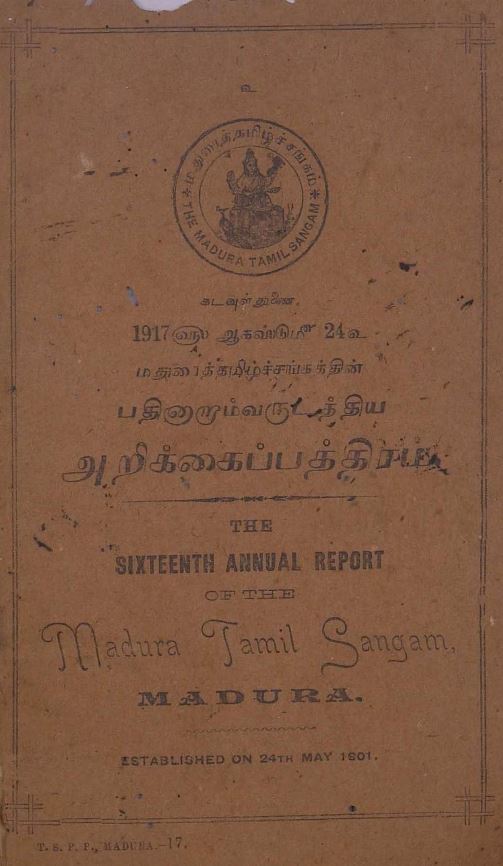 உ
மதுரைத்தமிழ்ச்சங்கம்
THE MADURA TAMIL SANGAM
கடவுள்துணை.
1917௵ ஆகஸ்டு௴ 24உ
மதுரைத்தமிழ்ச்சங்கத்தின்
பதினாறாம்வருடத்திய
அறிக்கைப்பத்திரம்.
THE
SIXTEENTH ANNUAL REPORT
OF THE
Madura Tamil Sangam,
MADURA.
ESTABLISHED ON 24TH MAY 1901.
T. S. P. P., MADURA.-17.